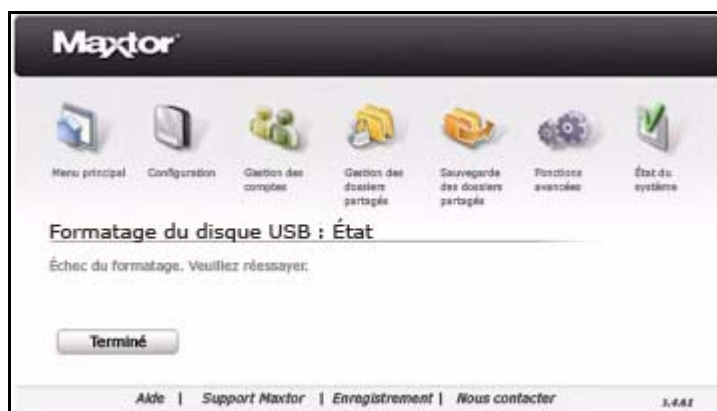 Maxtor
Menu principal
Configuration
Gestion des comptes
Gestion des dossiers partagés
Sauvegarde des dossiers partagés
Fonctions avancées
État du système
Formatage du disque USB : État
Échec du formatage. Veuillez réessayer.
Terminé
Aide | Support Maxtor | Enregistrement | Nous contacter